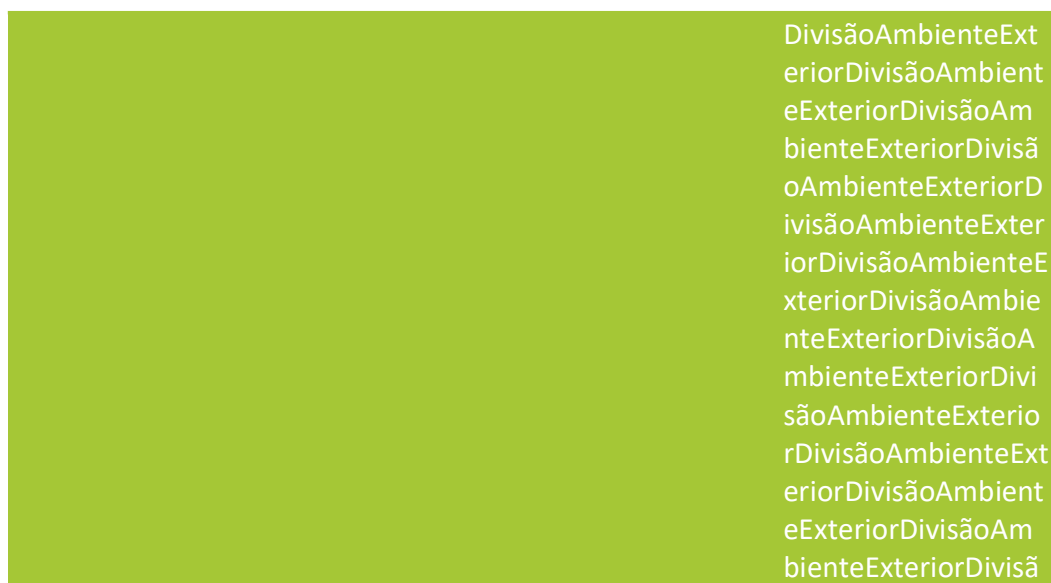 DivisãoAmbienteExt
eriorDivisãoAmbient
eExteriorDivisãoAm
bienteExteriorDivisã
oAmbienteExteriorD
ivisãoAmbienteExter
iorDivisãoAmbienteE
xteriorDivisãoAmbie
nteExteriorDivisãoA
mbienteExteriorDivi
sãoAmbienteExterio
rDivisãoAmbienteExt
eriorDivisãoAmbient
eExteriorDivisãoAm
bienteExteriorDivisã